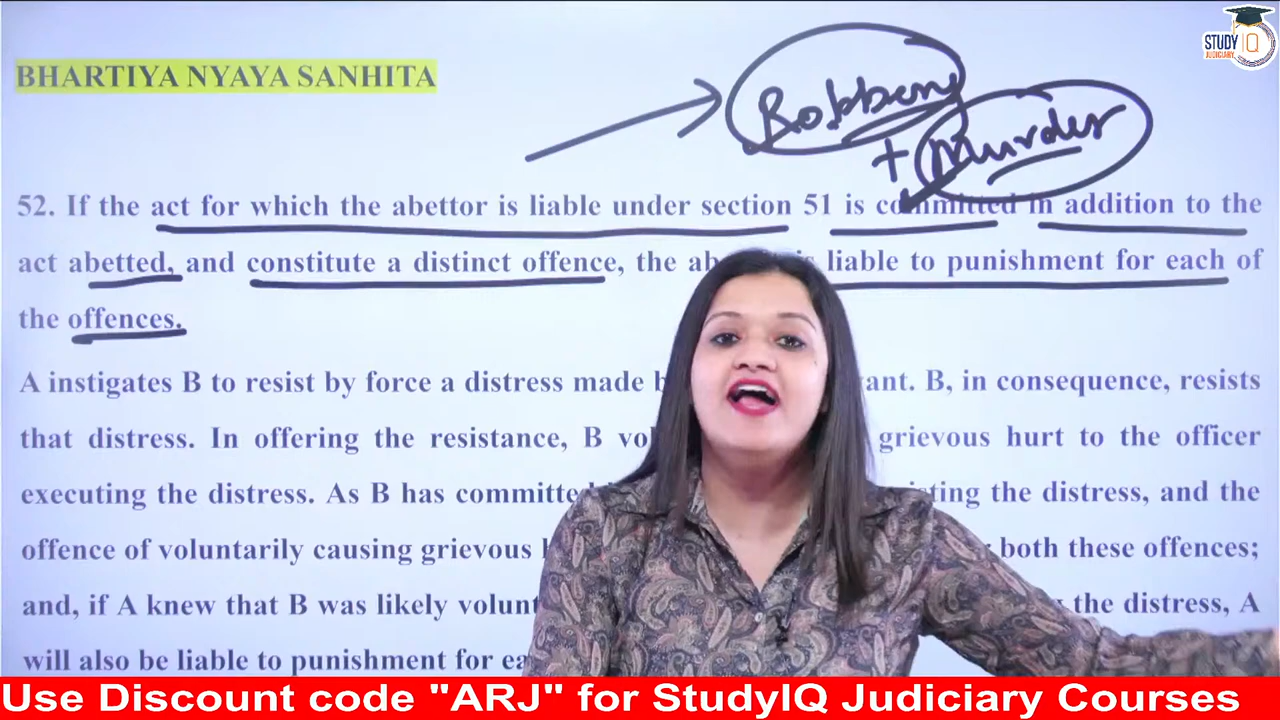 BHARTIYA NYAYA SANHITA
STUDY IQ
JUDICIARY
Robbery
+ Murder
52. If the act for which the abettor is liable under section 51 is committed in addition to the
act abetted, and constitute a distinct offence, the is liable to punishment for each of
the offences.
A instigates B to resist by force a distress made B, in consequence, resists
that distress. In offering the resistance, B grievous hurt to the officer
executing the distress. As B has committed the distress, and the
offence of voluntarily causing grievous both these offences;
and, if A knew that B was likely the distress, A
will also be liable to punishment for
Use Discount code "ARJ" for StudyIQ Judiciary Courses